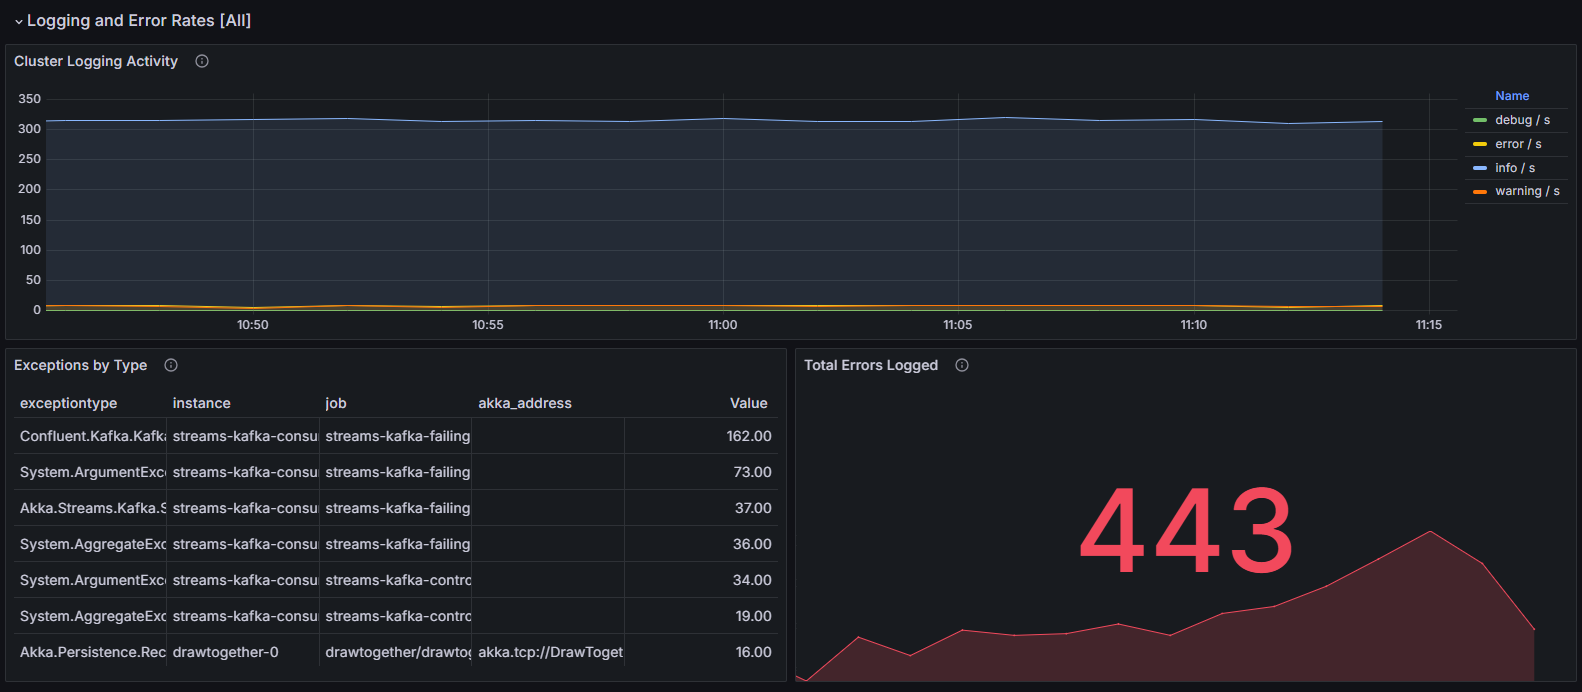 Logging and Error Rates [All]
Cluster Logging Activity
350
300
250
200
150
100
50
0
10:50 10:55 11:00 11:05 11:10 11:15
Name
debug / s
error / s
info / s
warning / s
Exceptions by Type
exceptiontype instance job akka_address Value
Confluent.Kafka.Kafk streams-kafka-consu streams-kafka-failing 162.00
System.ArgumentExc streams-kafka-consu streams-kafka-failing 73.00
Akka.Streams.Kafka.S streams-kafka-consu streams-kafka-failing 37.00
System.AggregateExc streams-kafka-consu streams-kafka-failing 36.00
System.ArgumentExc streams-kafka-consu streams-kafka-contro 34.00
System.AggregateExc streams-kafka-consu streams-kafka-contro 19.00
Akka.Persistence.Rec drawtogether-0 drawtogether/drawtog akka.tcp://DrawToget 16.00
Total Errors Logged
443